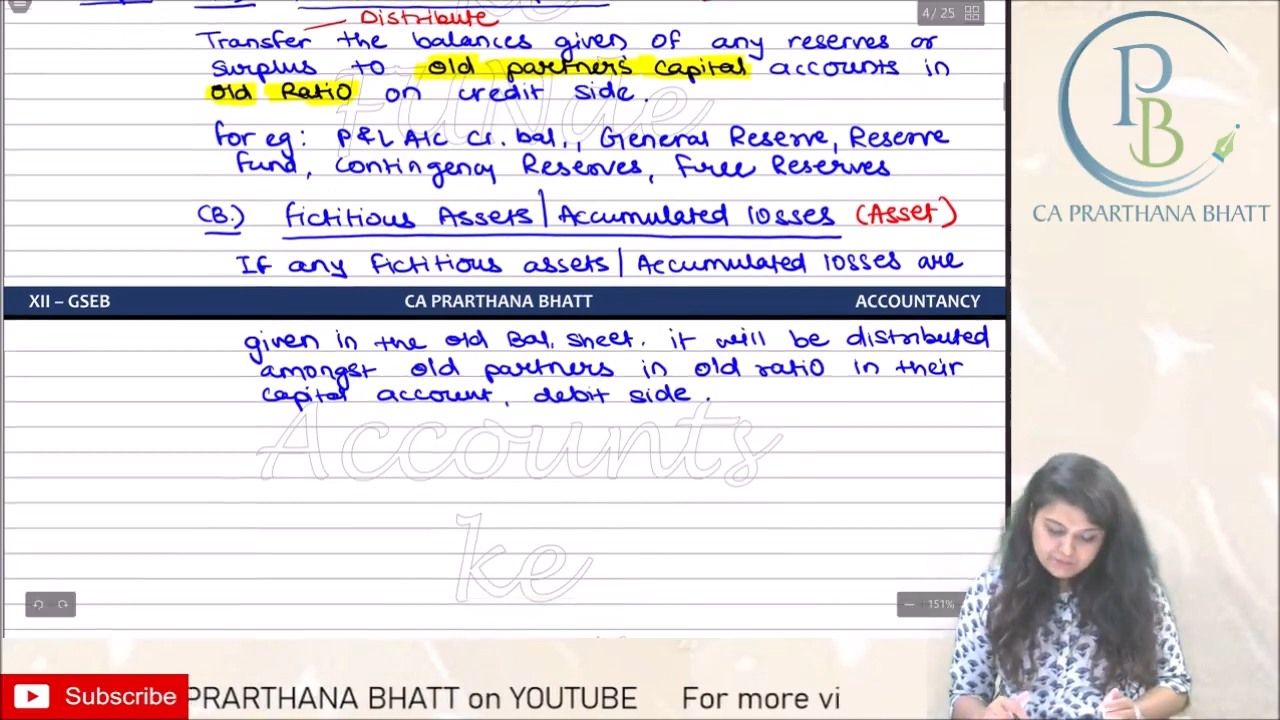 Distribute
4 / 25
Transfer the balances given of any reserves or
surplus to old partner's capital accounts in
old Ratio on credit side.
for eg: P&L A/c Cr. bal., General Reserve, Reserve
Fund, Contingency Reserves, Free Reserves
(B.) fictitious Assets | Accumulated losses (Asset)
If any fictitious assets | Accumulated losses are
XII – GSEB CA PRARTHANA BHATT ACCOUNTANCY
given in the old Bal. sheet. it will be distributed
amongst old partners in old ratio in their
capital account, debit side.
Accounts
ke
151%
PB
CA PRARTHANA BHATT
Subscribe PRARTHANA BHATT on YOUTUBE For more vi